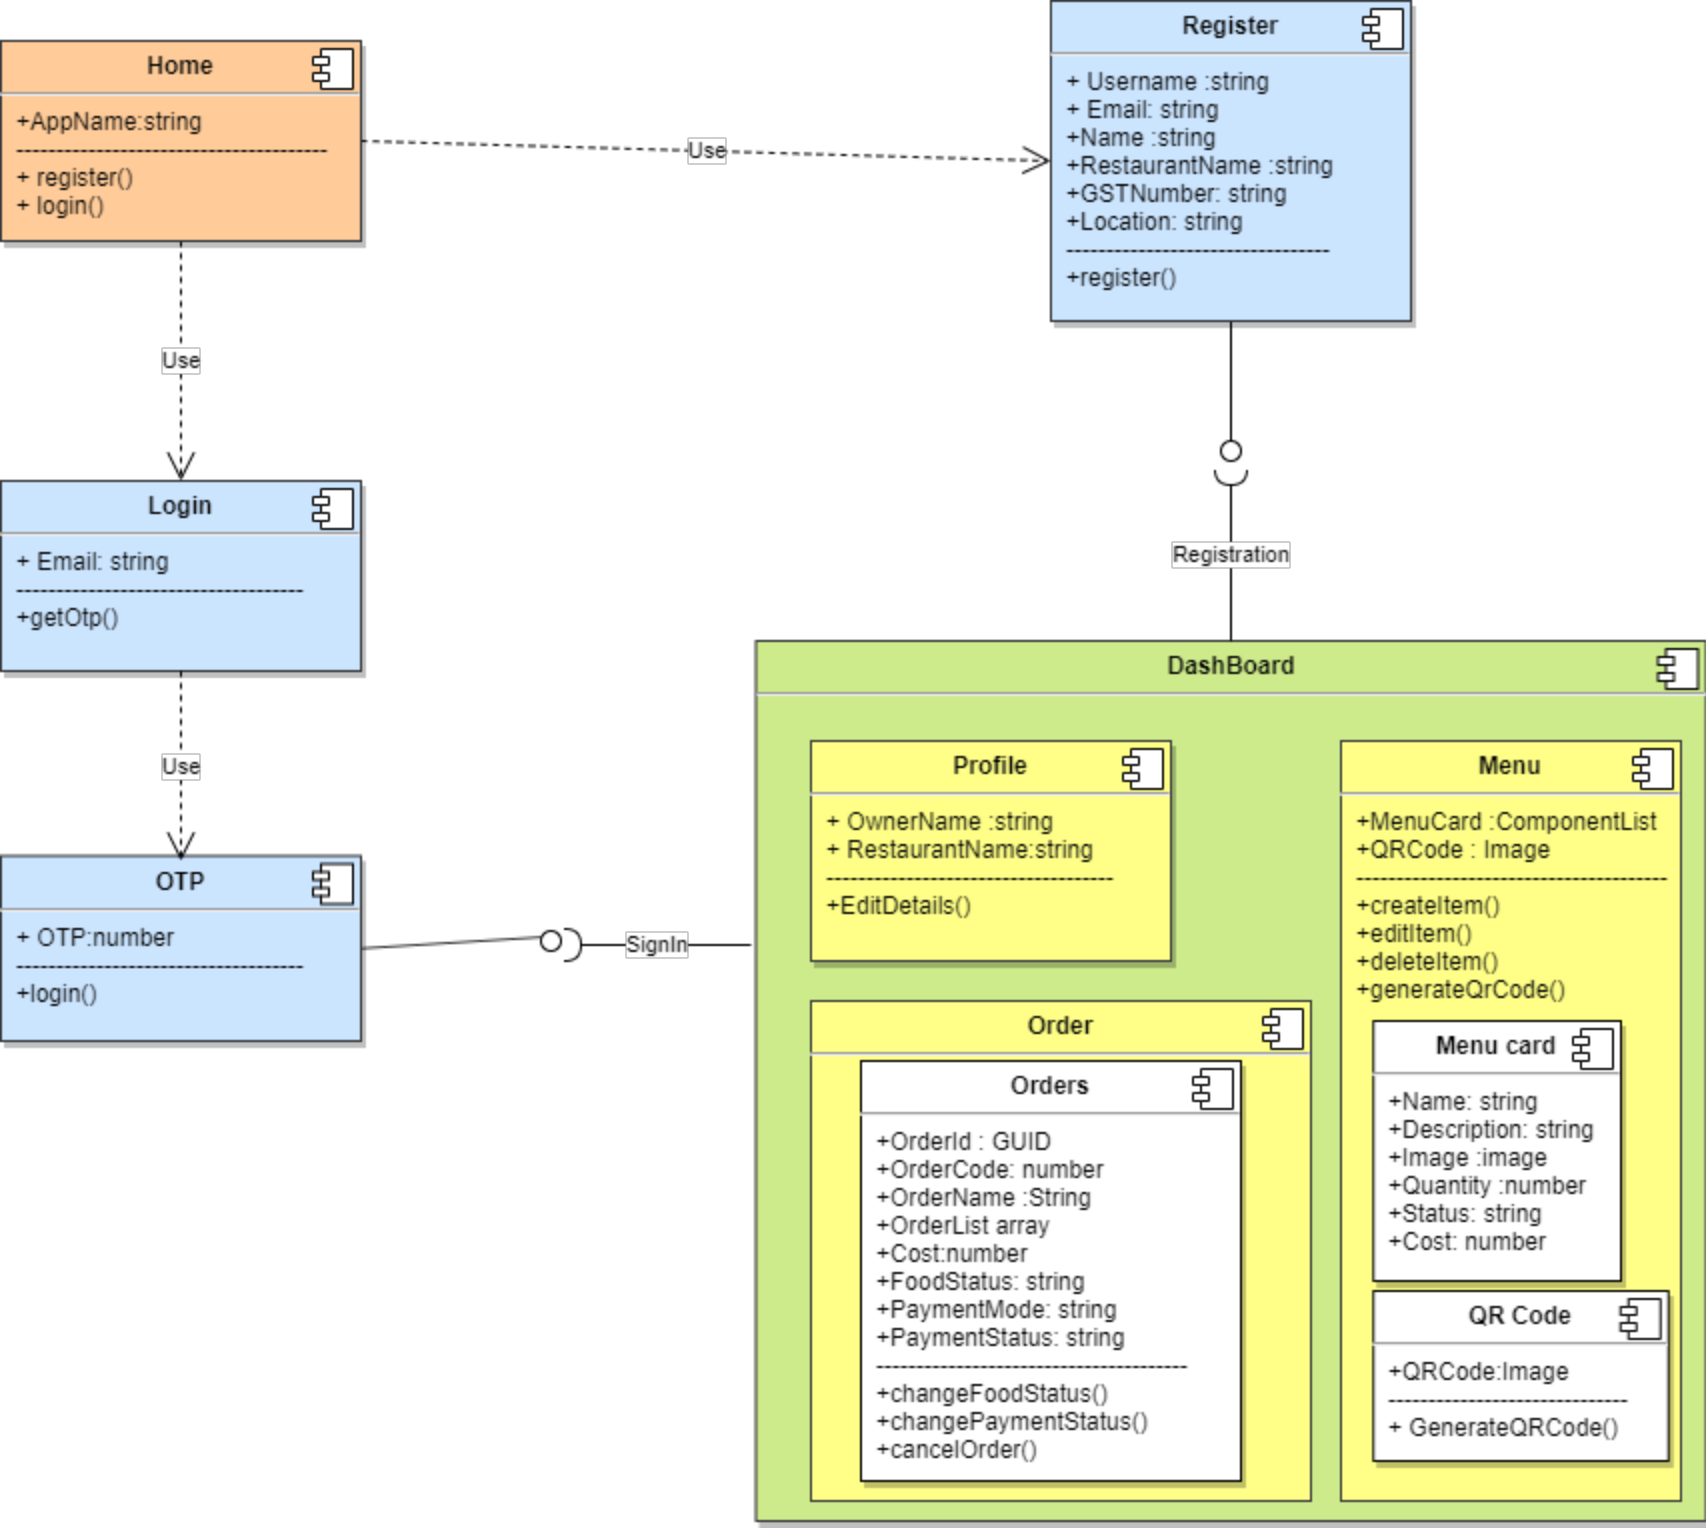 Home
+AppName:string
------------------------------------
+ register()
+ login()
Use
Register
+ Username :string
+ Email: string
+Name :string
+RestaurantName :string
+GSTNumber: string
+Location: string
------------------------------
+register()
Use
Login
+ Email: string
---------------------------------
+getOtp()
Use
OTP
+ OTP:number
---------------------------------
+login()
SignIn
Registration
DashBoard
Profile
+ OwnerName :string
+ RestaurantName:string
---------------------------------
+EditDetails()
Order
Orders
+OrderId : GUID
+OrderCode: number
+OrderName :String
+OrderList array
+Cost:number
+FoodStatus: string
+PaymentMode: string
+PaymentStatus: string
------------------------------------
+changeFoodStatus()
+changePaymentStatus()
+cancelOrder()
Menu
+MenuCard :ComponentList
+QRCode : Image
------------------------------------
+createItem()
+editItem()
+deleteItem()
+generateQrCode()
Menu card
+Name: string
+Description: string
+Image :image
+Quantity :number
+Status: string
+Cost: number
QR Code
+QRCode:Image
---------------------------
+ GenerateQRCode()